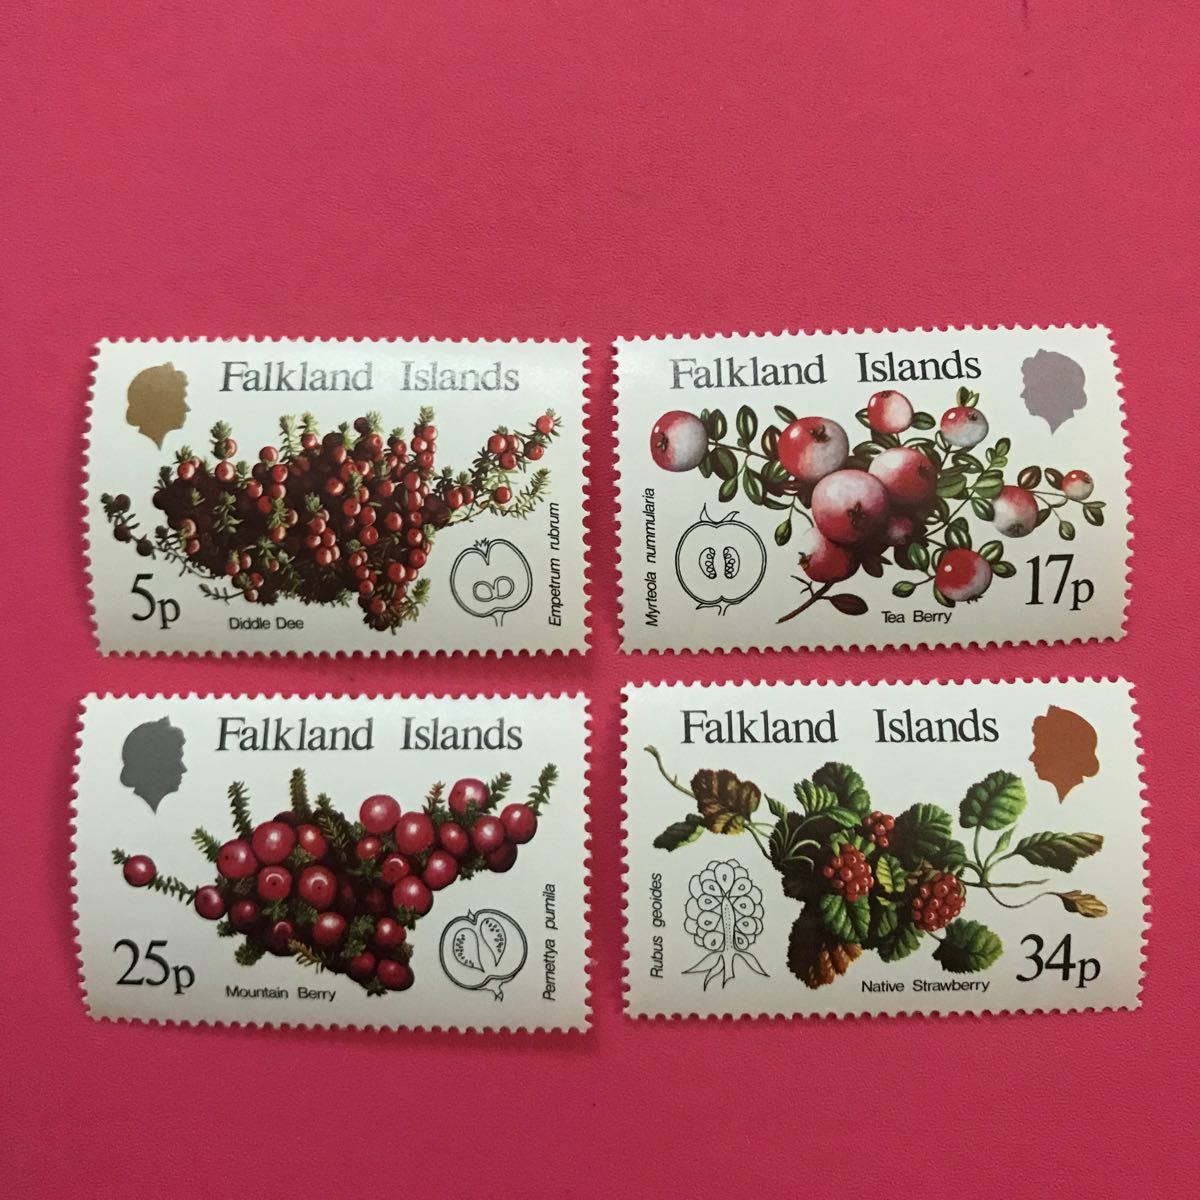 Falkland Islands
5p
Diddle Dee
Empetrum rubrum
Falkland Islands
Myrteola nummularia
Tea Berry
17p
Falkland Islands
25p
Mountain Berry
Pernettya pumila
Falkland Islands
Rubus geoides
Native Strawberry
34p